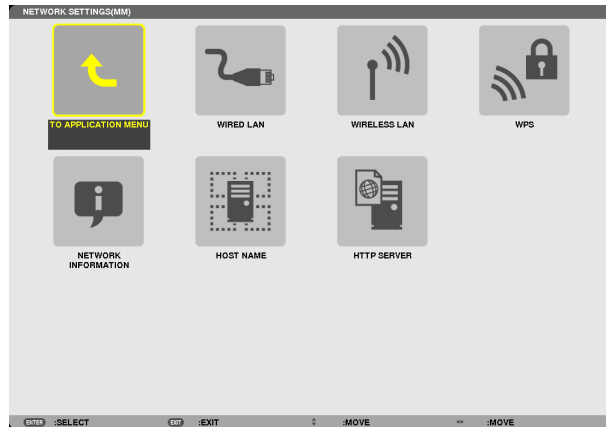 NETWORK SETTINGS(MM)
TO APPLICATION MENU
WIRED LAN
WIRELESS LAN
WPS
NETWORK
INFORMATION
HOST NAME
HTTP SERVER
ENTER :SELECT EXIT :EXIT :MOVE :MOVE